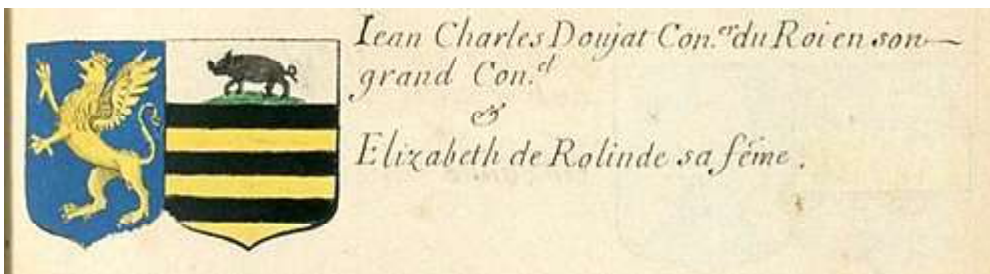 Iean Charles Doujat Con.er du Roi en son
grand Con.el
&
Elizabeth de Rolinde sa féme.